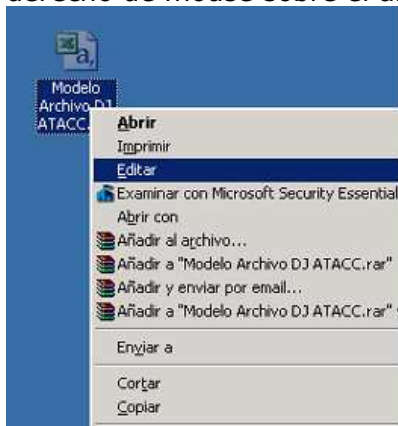 derecho de mouse sobre el
Modelo
Archivo DJ
ATACC.
Abrir
Imprimir
Editar
Examinar con Microsoft Security Essential
Abrir con
Añadir al archivo...
Añadir a "Modelo Archivo DJ ATACC.rar"
Añadir y enviar por email...
Añadir a "Modelo Archivo DJ ATACC.rar"
Enviar a
Cortar
Copiar